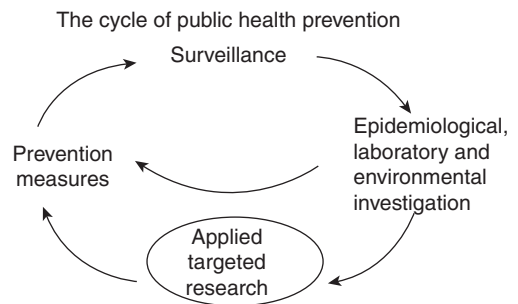 The cycle of public health prevention
Surveillance
Epidemiological,
laboratory and
environmental
investigation
Prevention
measures
Applied
targeted
research